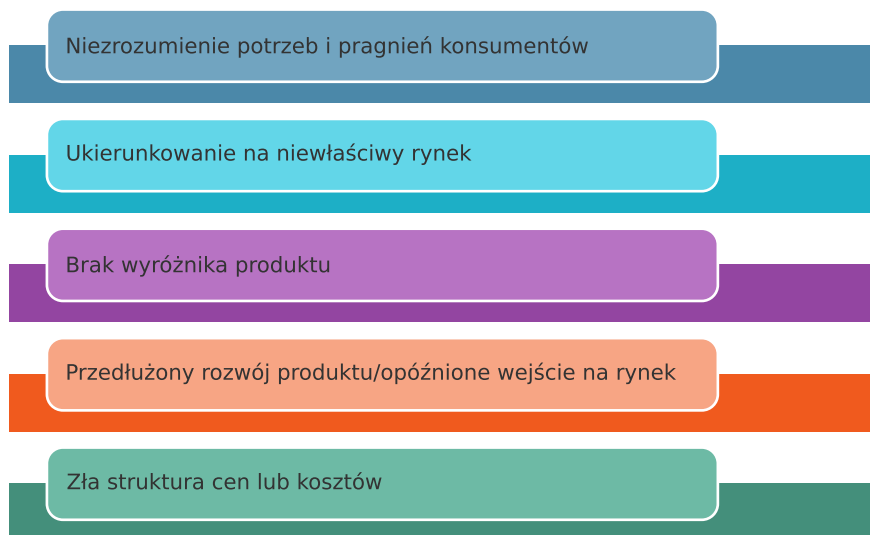 Niezrozumienie potrzeb i pragnień konsumentów
Ukierunkowanie na niewłaściwy rynek
Brak wyróżnika produktu
Przedłużony rozwój produktu/opóźnione wejście na rynek
Zła struktura cen lub kosztów